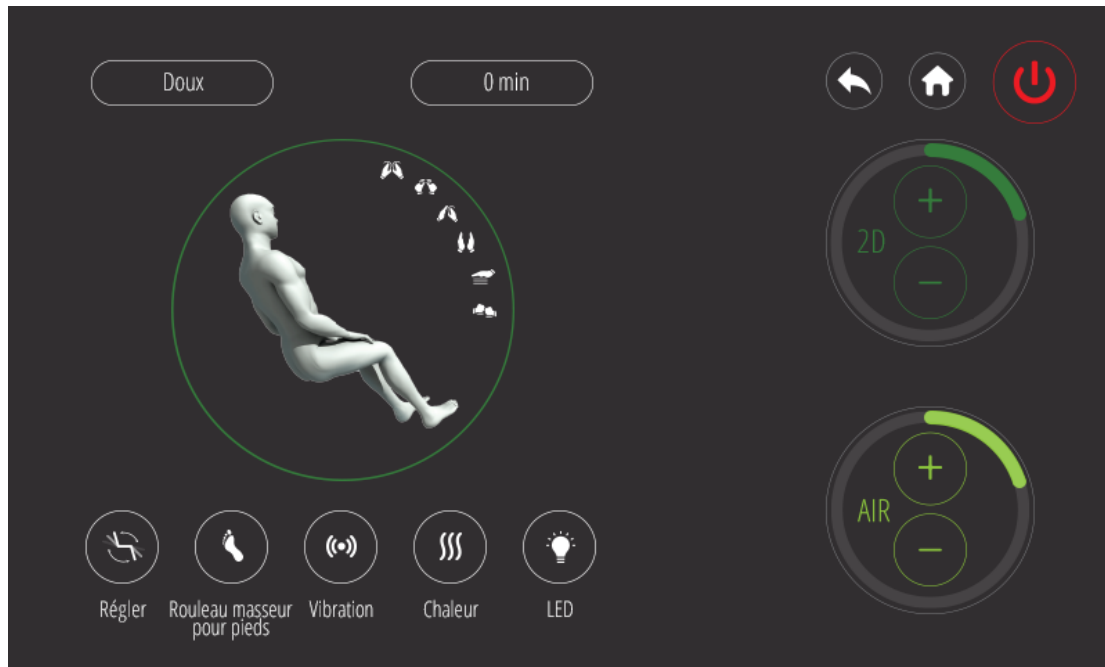 Doux
0 min
2D
AIR
Régler
Rouleau masseur
pour pieds
Vibration
Chaleur
LED